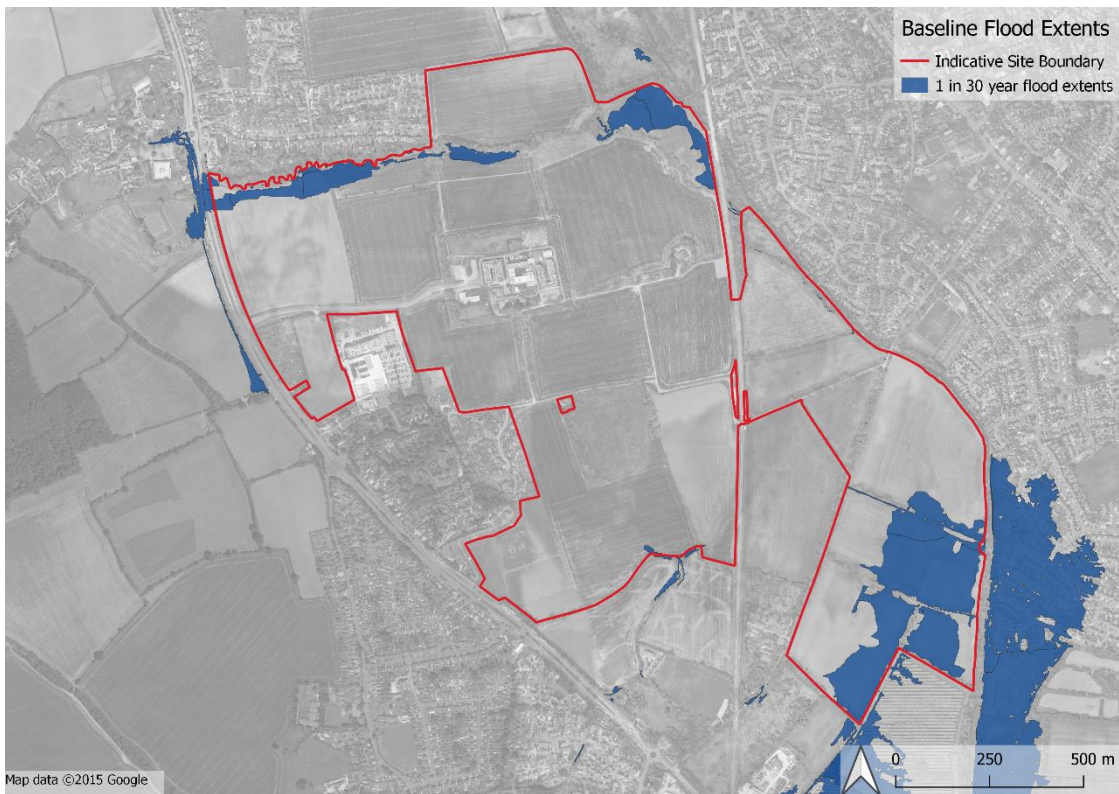 Baseline Flood Extents
Indicative Site Boundary
1 in 30 year flood extents
Map data ©2015 Google
0 250 500 m